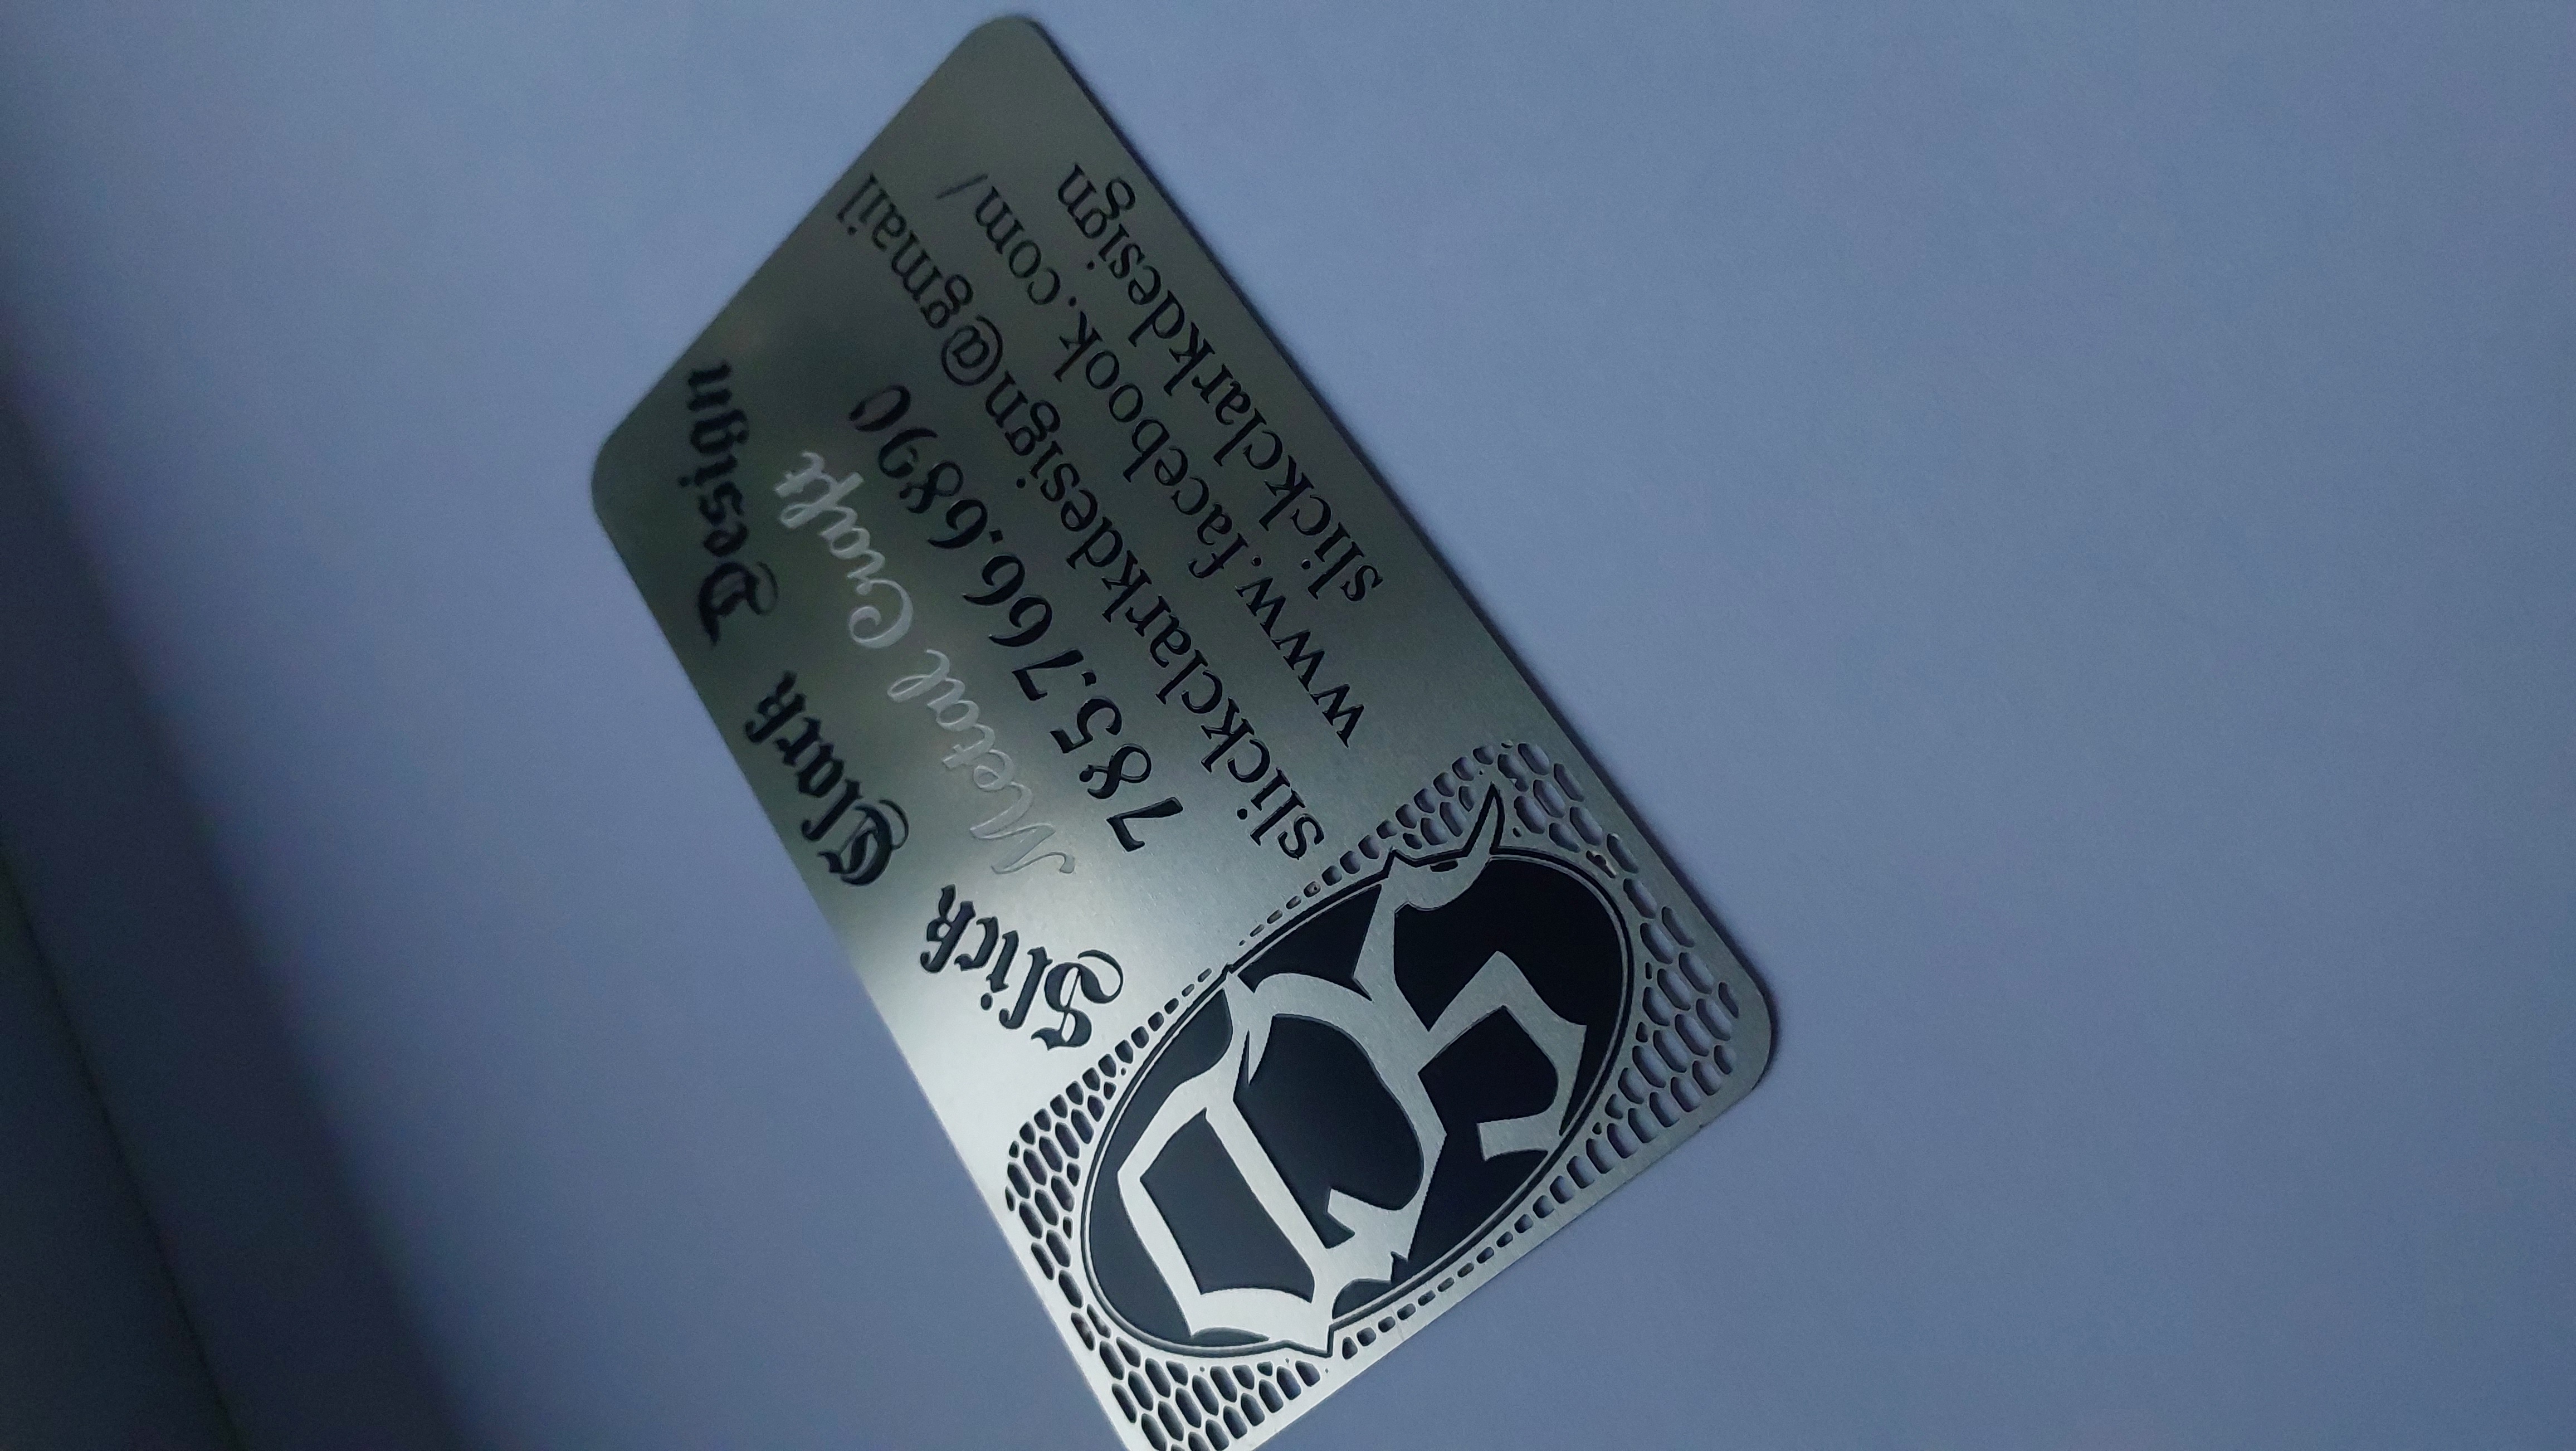 Slick Clark Design
Metal Craft
785.766.6890
slickclarkdesign@gmail
www.facebook.com/
slickclarkdesign